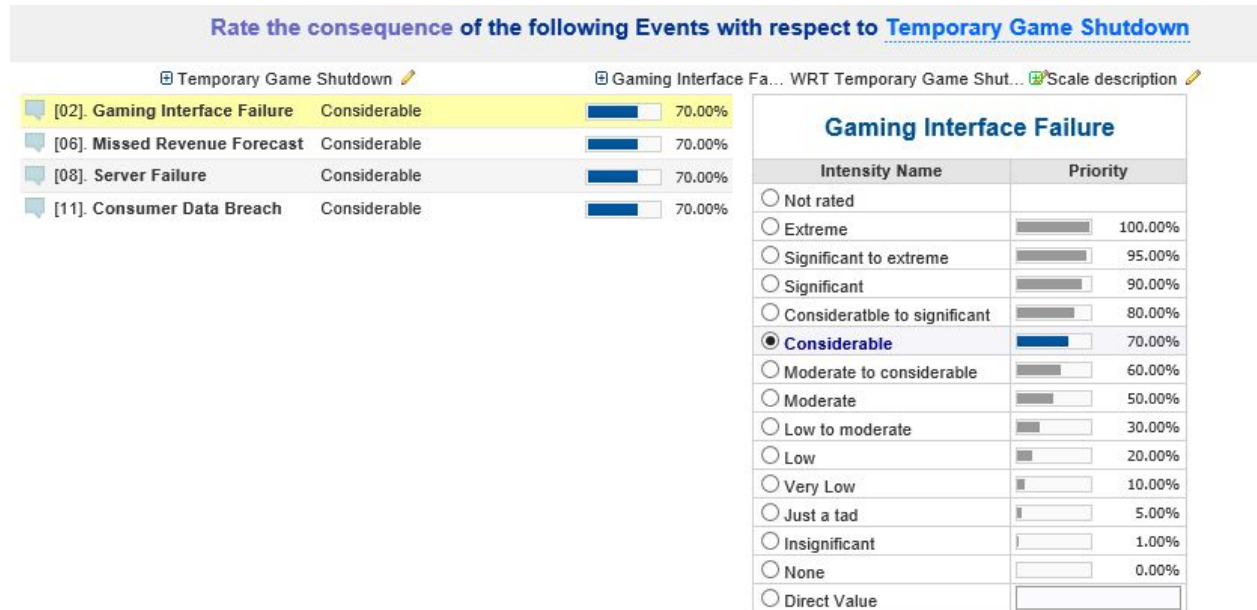 Rate the consequence of the following Events with respect to Temporary Game Shutdown
Temporary Game Shutdown
Gaming Interface Fa... WRT Temporary Game Shut...
Scale description
[02]. Gaming Interface Failure Considerable 70.00%
[06]. Missed Revenue Forecast Considerable 70.00%
[08]. Server Failure Considerable 70.00%
[11]. Consumer Data Breach Considerable 70.00%
Gaming Interface Failure
Intensity Name Priority
Not rated
Extreme 100.00%
Significant to extreme 95.00%
Significant 90.00%
Consideratble to significant 80.00%
Considerable 70.00%
Moderate to considerable 60.00%
Moderate 50.00%
Low to moderate 30.00%
Low 20.00%
Very Low 10.00%
Just a tad 5.00%
Insignificant 1.00%
None 0.00%
Direct Value